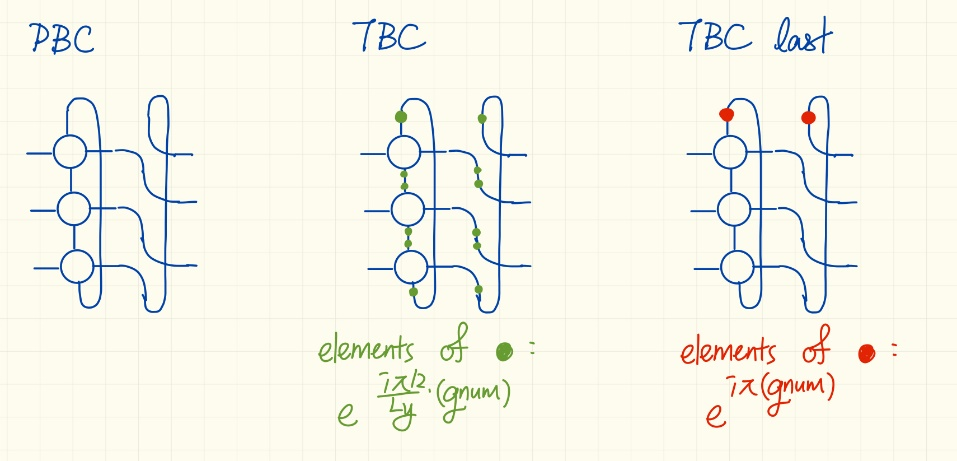 PBC
TBC
TBC last
elements of ● :
e^{iπ/2/Ly · (gnum)}
elements of ● :
e^{iπ(gnum)}